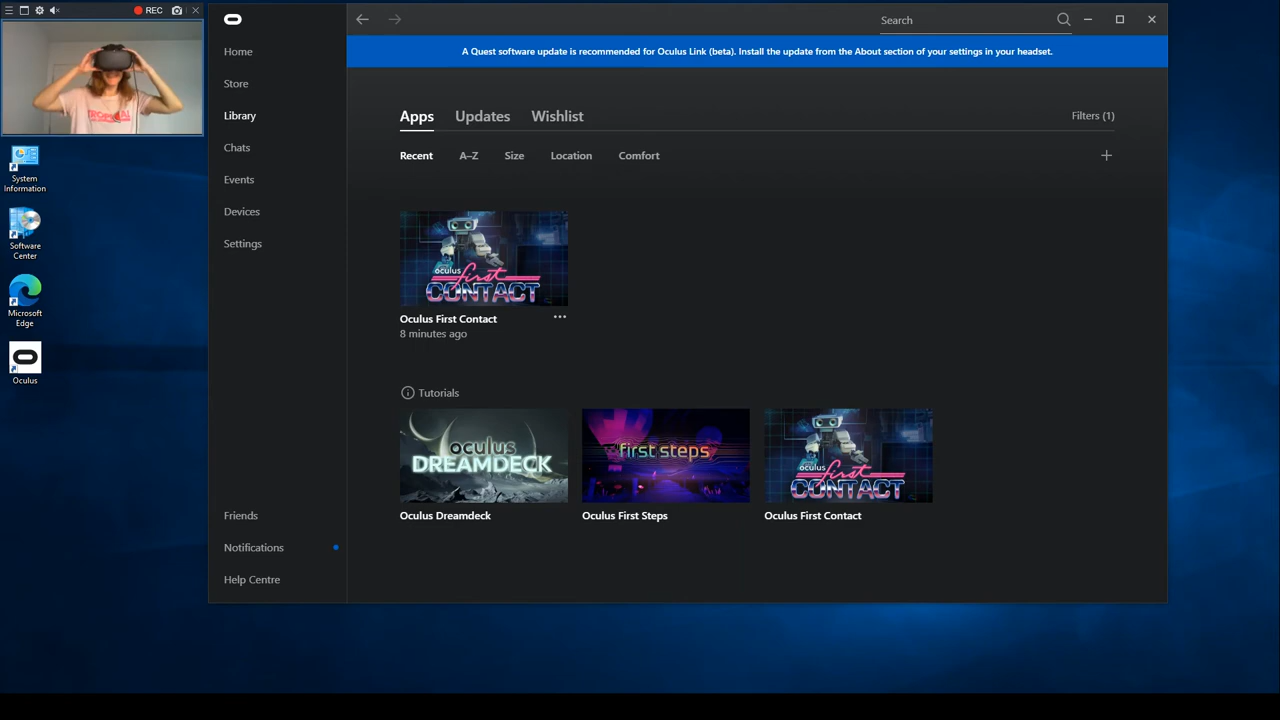 REC
System
Information
Software
Center
Microsoft
Edge
Oculus
Home
Store
Library
Chats
Events
Devices
Settings
Friends
Notifications
Help Centre
Search
A Quest software update is recommended for Oculus Link (beta). Install the update from the About section of your settings in your headset.
Apps Updates Wishlist Filters (1)
Recent A–Z Size Location Comfort
oculus
first
CONTACT
Oculus First Contact
8 minutes ago
Tutorials
oculus
DREAMDECK
first steps
oculus
first
CONTACT
Oculus Dreamdeck Oculus First Steps Oculus First Contact
TROPICAL